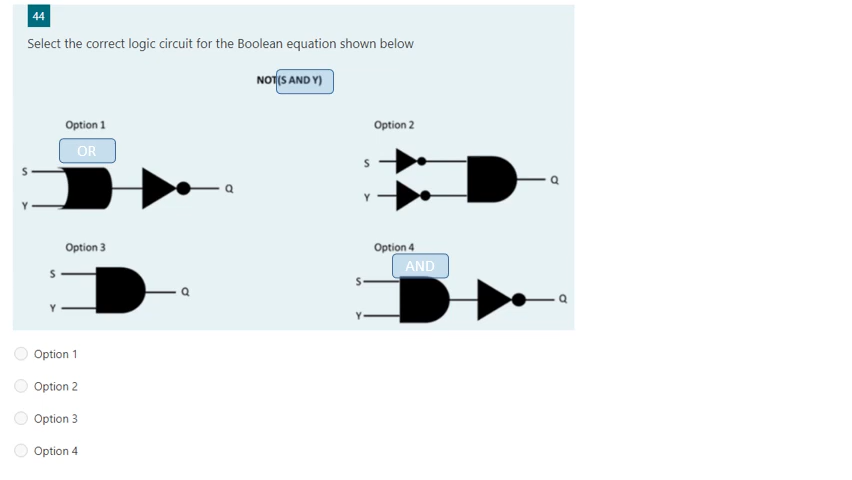 44
Select the correct logic circuit for the Boolean equation shown below
NOT(S AND Y)
Option 1
Option 2
OR
S
Y
Q
S
Y
Q
Option 3
Option 4
AND
S
Y
Q
S
Y
Q
Option 1
Option 2
Option 3
Option 4